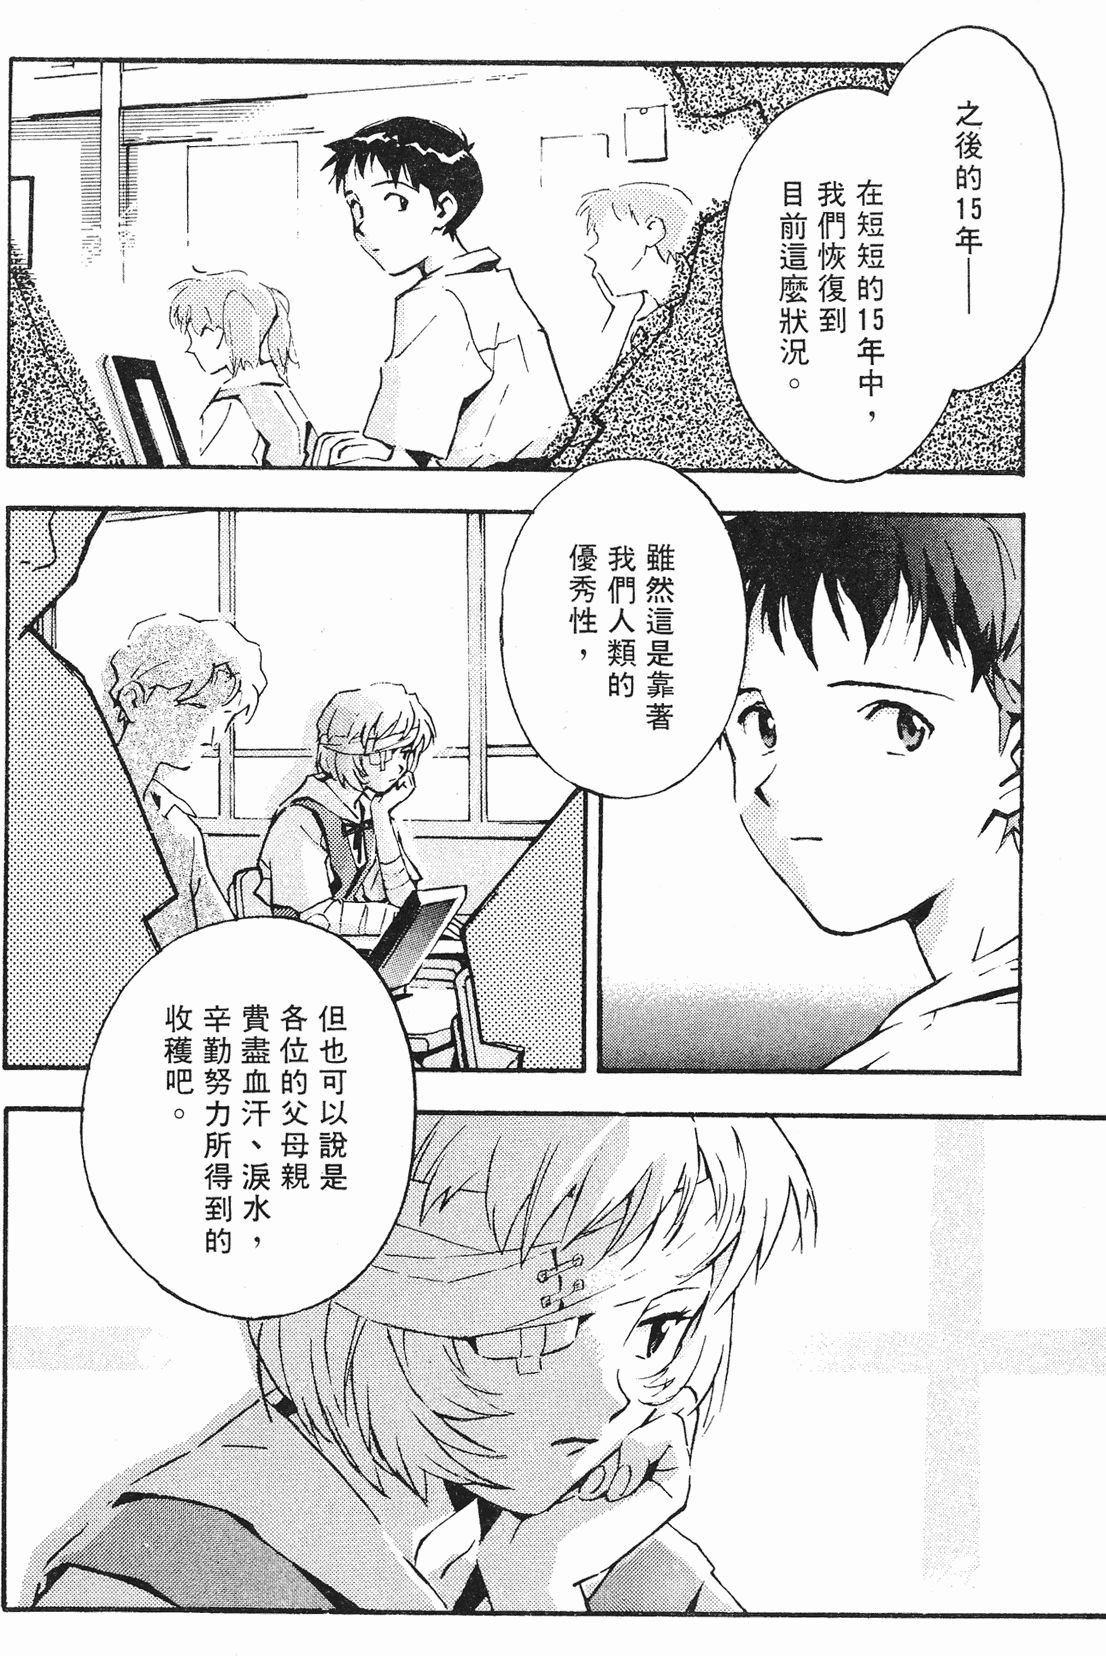 之後的15年——
在短短的15年中，
我們恢復到
目前這麼狀況。
雖然這是靠著
我們人類的
優秀性，
但也可以說是
各位的父母親
費盡血汗、淚水，
辛勤努力所得到的
收穫吧。